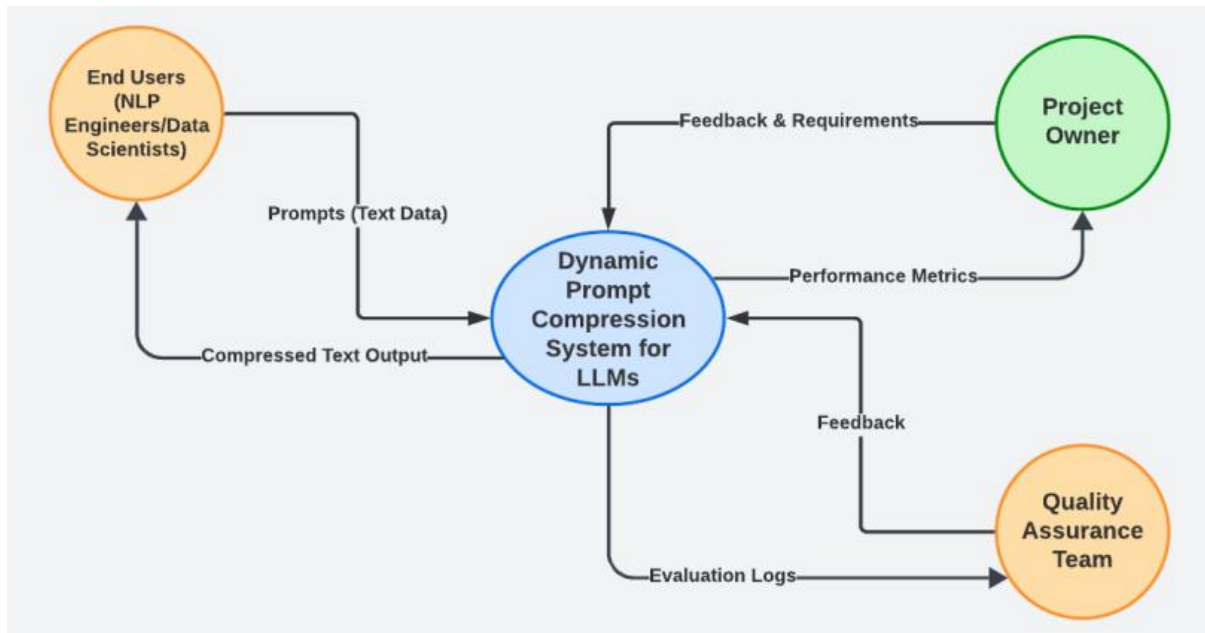 End Users
(NLP
Engineers/Data
Scientists)
Feedback & Requirements
Project
Owner
Prompts (Text Data)
Dynamic
Prompt
Compression
System for
LLMs
Performance Metrics
Compressed Text Output
Feedback
Quality
Assurance
Team
Evaluation Logs